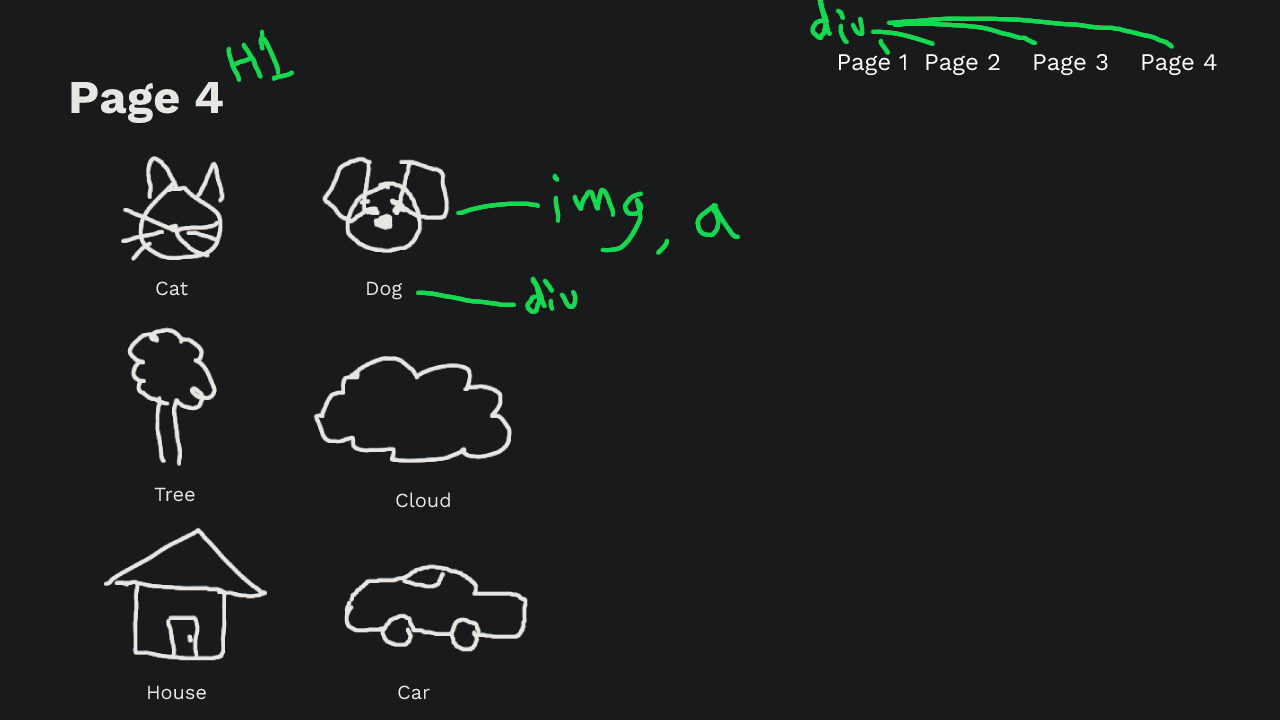 div
Page 1 Page 2 Page 3 Page 4
H1
Page 4
img, a
Cat Dog div
Tree Cloud
House Car